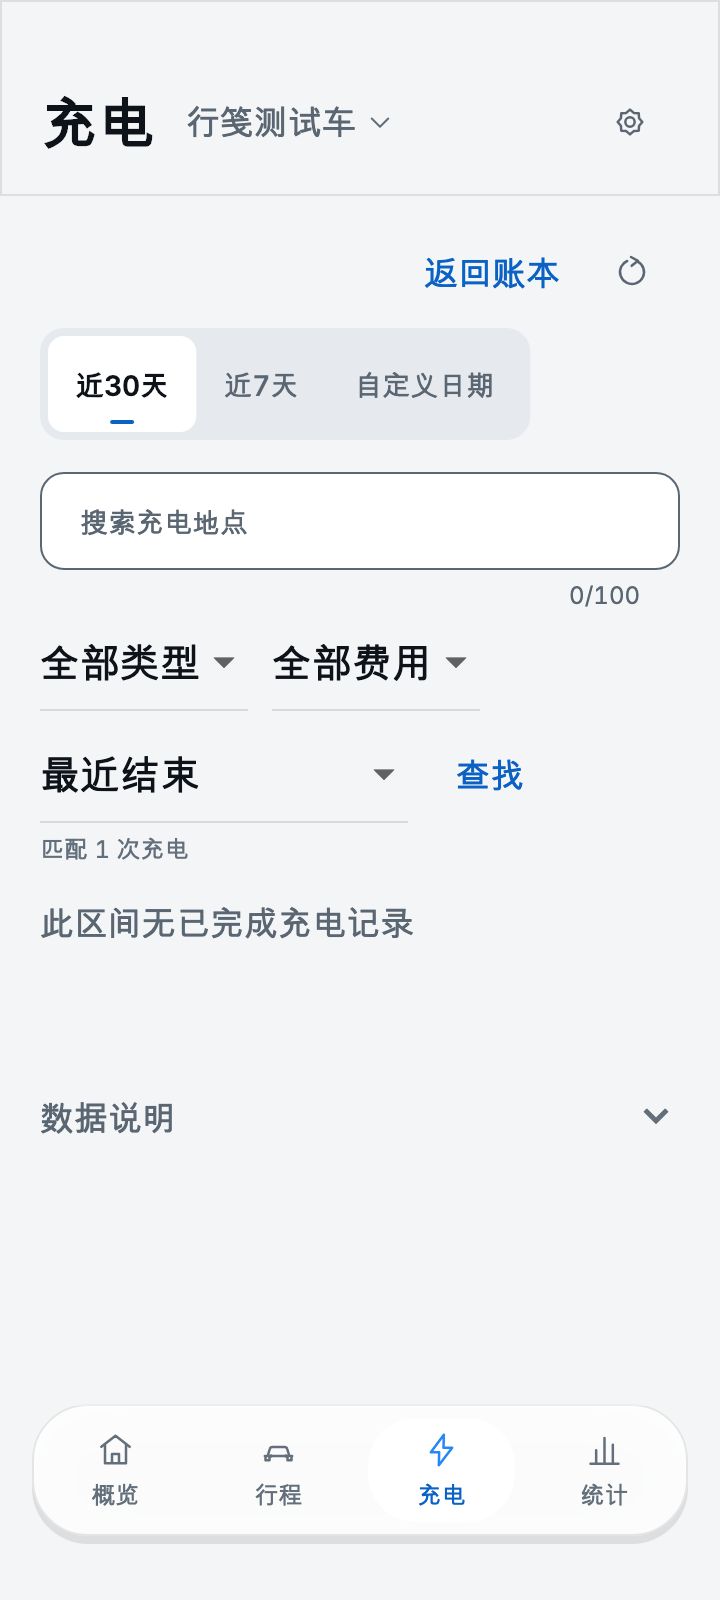 充电 行笺测试车
返回账本
近30天 近7天 自定义日期
搜索充电地点
0/100
全部类型 全部费用
最近结束 查找
匹配 1 次充电
此区间无已完成充电记录
数据说明
概览 行程 充电 统计